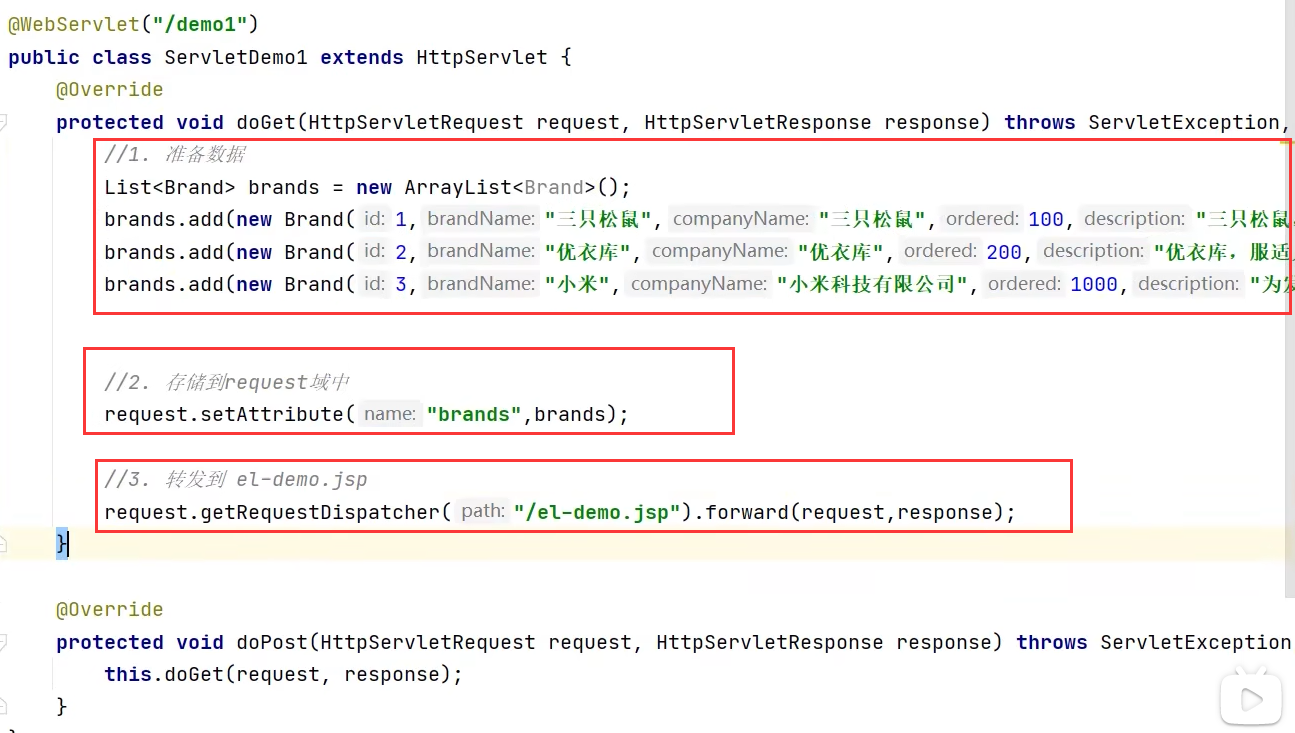 @WebServlet("/demo1")
public class ServletDemo1 extends HttpServlet {
@Override
protected void doGet(HttpServletRequest request, HttpServletResponse response) throws ServletException,
//1. 准备数据
List<Brand> brands = new ArrayList<Brand>();
brands.add(new Brand( id: 1, brandName: "三只松鼠", companyName: "三只松鼠", ordered: 100, description: "三只松鼠
brands.add(new Brand( id: 2, brandName: "优衣库", companyName: "优衣库", ordered: 200, description: "优衣库，服适
brands.add(new Brand( id: 3, brandName: "小米", companyName: "小米科技有限公司", ordered: 1000, description: "为
//2. 存储到request域中
request.setAttribute( name: "brands",brands);
//3. 转发到 el-demo.jsp
request.getRequestDispatcher( path: "/el-demo.jsp").forward(request,response);
}
@Override
protected void doPost(HttpServletRequest request, HttpServletResponse response) throws ServletException
this.doGet(request, response);
}